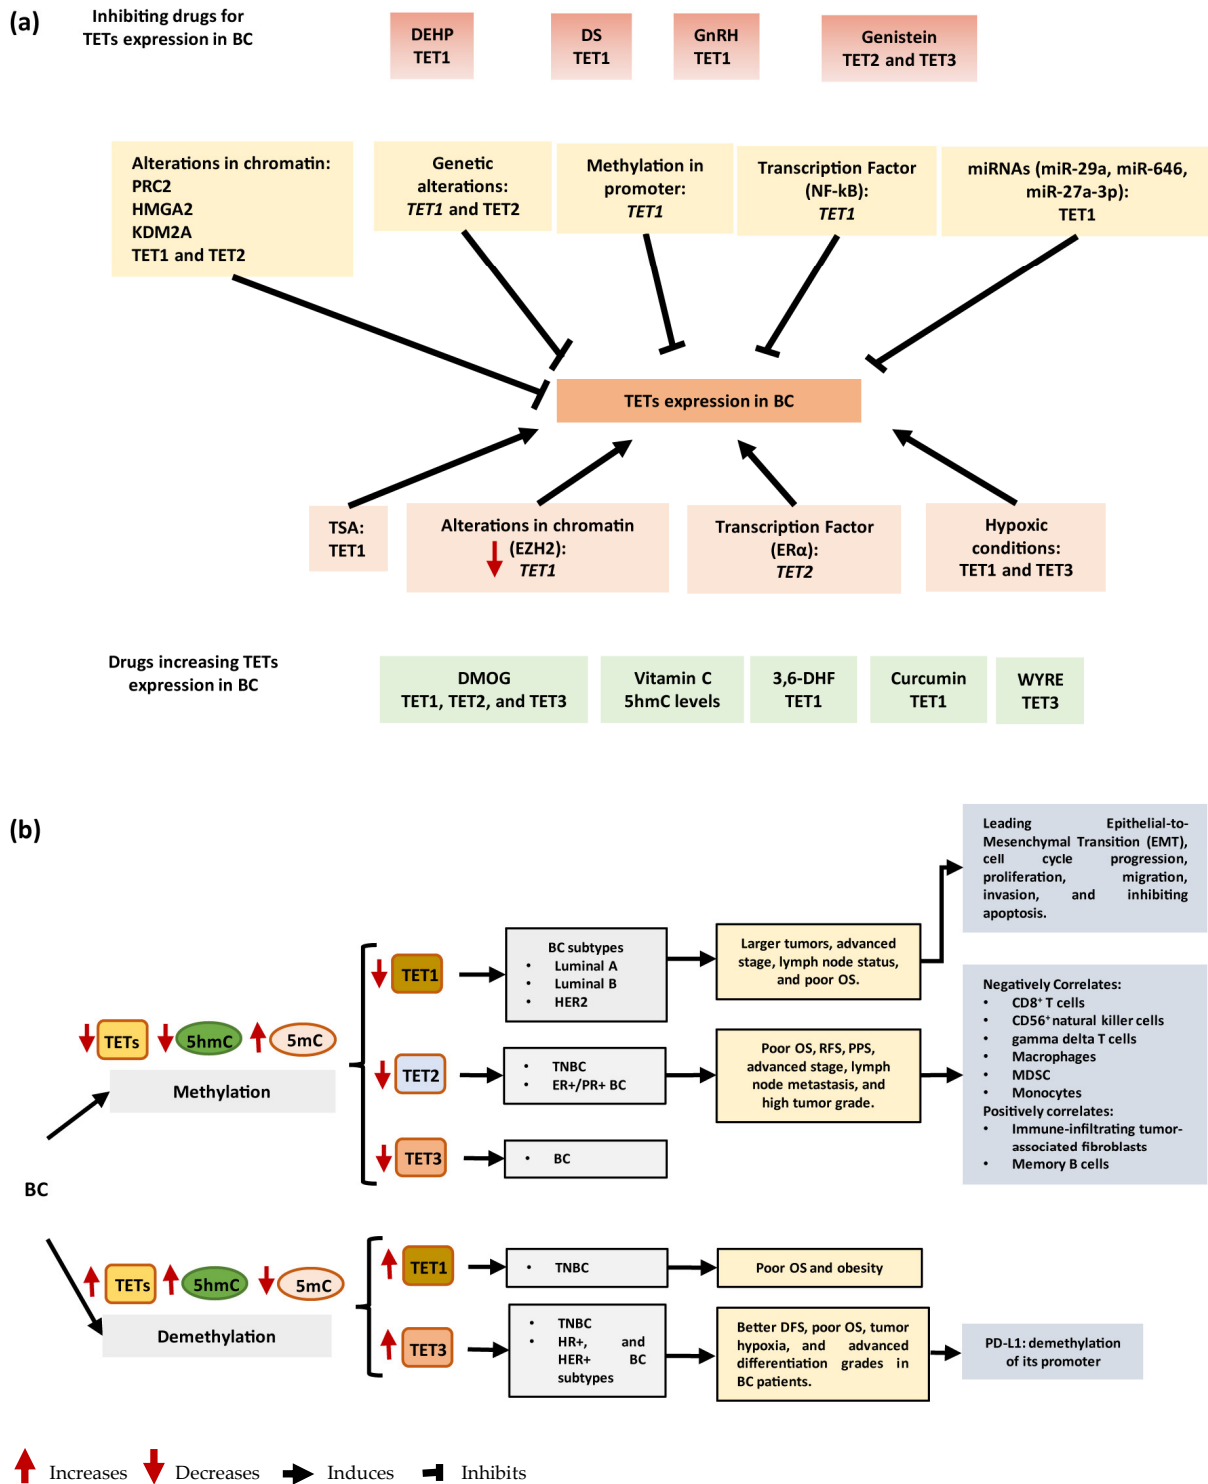 (a)
Inhibiting drugs for
TETs expression in BC
DEHP
TET1
DS
TET1
GnRH
TET1
Genistein
TET2 and TET3
Alterations in chromatin:
PRC2
HMGA2
KDM2A
TET1 and TET2
Genetic
alterations:
TET1 and TET2
Methylation in
promoter:
TET1
Transcription Factor
(NF-kB):
TET1
miRNAs (miR-29a, miR-646,
miR-27a-3p):
TET1
TETs expression in BC
TSA:
TET1
Alterations in chromatin
(EZH2):
TET1
Transcription Factor
(ERα):
TET2
Hypoxic
conditions:
TET1 and TET3
Drugs increasing TETs
expression in BC
DMOG
TET1, TET2, and TET3
Vitamin C
5hmC levels
3,6-DHF
TET1
Curcumin
TET1
WYRE
TET3
(b)
BC
TETs
5hmC
5mC
Methylation
TET1
BC subtypes
• Luminal A
• Luminal B
• HER2
Larger tumors, advanced
stage, lymph node status,
and poor OS.
Leading Epithelial-to-
Mesenchymal Transition (EMT),
cell cycle progression,
proliferation, migration,
invasion, and inhibiting
apoptosis.
TET2
• TNBC
• ER+/PR+ BC
Poor OS, RFS, PPS,
advanced stage, lymph
node metastasis, and
high tumor grade.
Negatively Correlates:
• CD8⁺ T cells
• CD56⁺ natural killer cells
• gamma delta T cells
• Macrophages
• MDSC
• Monocytes
Positively correlates:
• Immune-infiltrating tumor-
associated fibroblasts
• Memory B cells
TET3
• BC
TETs
5hmC
5mC
Demethylation
TET1
• TNBC
Poor OS and obesity
TET3
• TNBC
• HR+, and
HER+ BC
subtypes
Better DFS, poor OS, tumor
hypoxia, and advanced
differentiation grades in
BC patients.
PD-L1: demethylation
of its promoter
Increases
Decreases
Induces
Inhibits